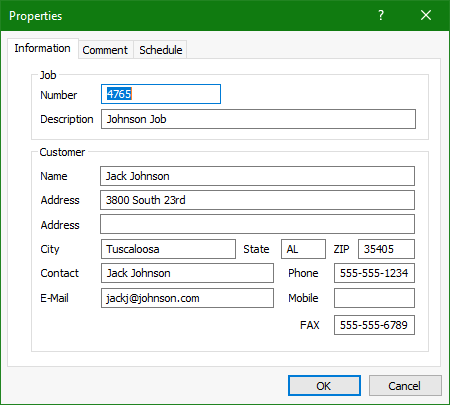 Properties ?
Information Comment Schedule
Job
Number 4765
Description Johnson Job
Customer
Name Jack Johnson
Address 3800 South 23rd
Address
City Tuscaloosa State AL ZIP 35405
Contact Jack Johnson Phone 555-555-1234
E-Mail jackj@johnson.com Mobile
FAX 555-555-6789
OK Cancel